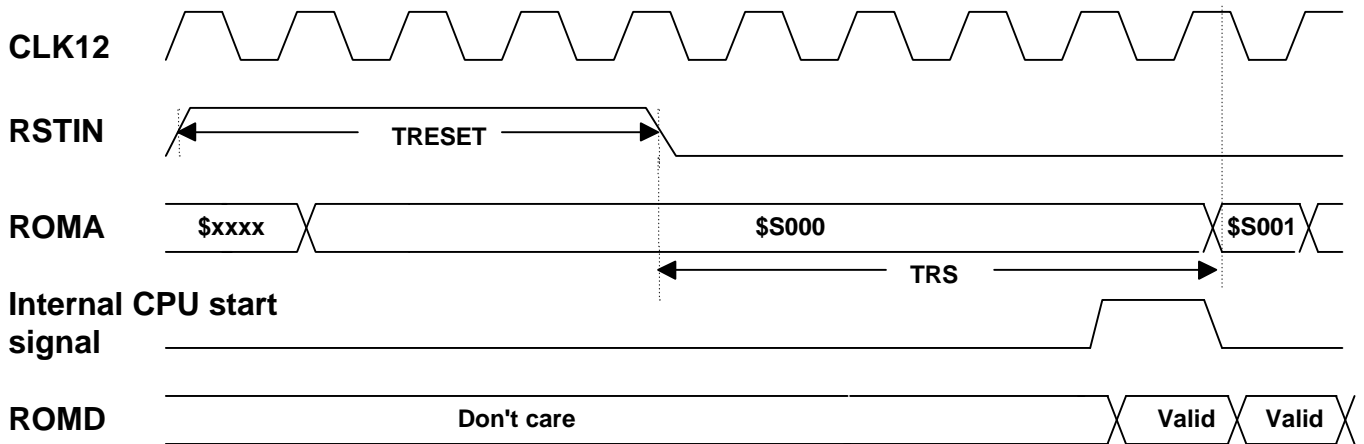 CLK12
RSTIN
TRESET
ROMA
$xxxx
$S000
$S001
TRS
Internal CPU start
signal
ROMD
Don't care
Valid
Valid